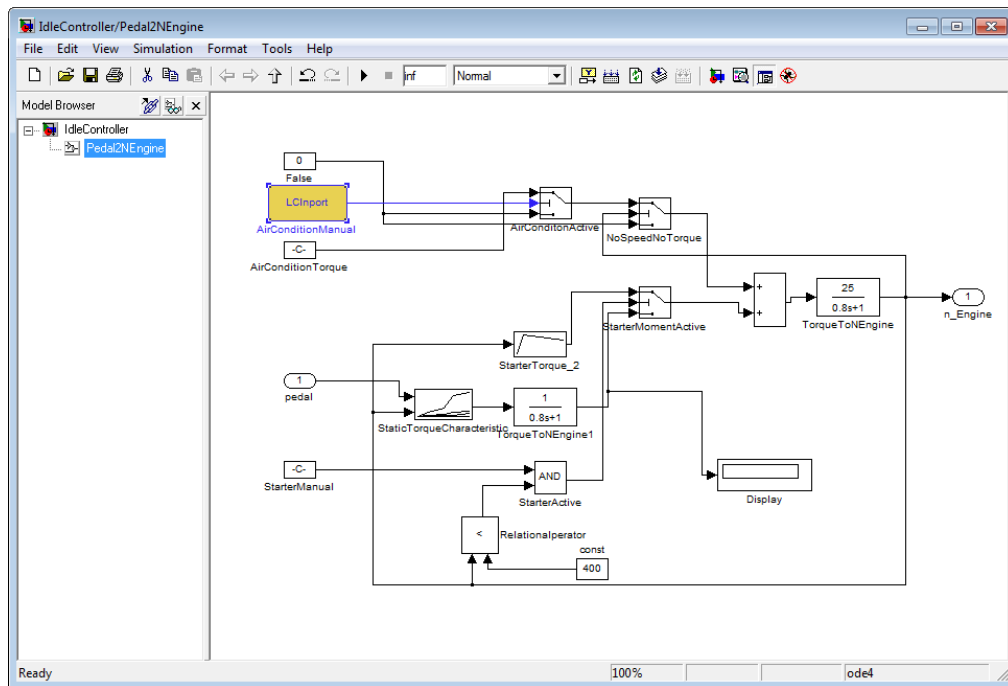 IdleController/Pedal2NEngine
File Edit View Simulation Format Tools Help
inf Normal
Model Browser
IdleController
Pedal2NEngine
0
False
LCInport
AirConditionManual
-C-
AirConditionTorque
AirConditonActive
NoSpeedNoTorque
+
+
25
0.8s+1
TorqueToNEngine
1
n_Engine
StarterMomentActive
StarterTorque_2
1
pedal
StaticTorqueCharacteristic
1
0.8s+1
TorqueToNEngine1
-C-
StarterManual
AND
StarterActive
Display
<
Relationalperator
const
400
Ready 100% ode4